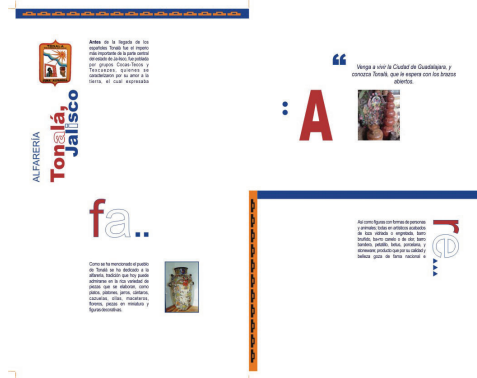 TONALÁ
ALFARERÍA
Tonalá,
Jalisco
Antes de la llegada de los
españoles Tonalá fue el imperio
más importante de la parte central
del estado de Ja-lisco, fue poblado
por grupos Cocas-Tecos y
Texcuexes, quienes se
caracterizaron por su amor a la
tierra, el cual expresaba
fa..
Como se ha mencionado el pueblo
de Tonalá se ha dedicado a la
alfarería, tradición que hoy puede
admirarse en la rica variedad de
piezas que se elaboran, como
platos, platones, jarros, cántaros,
cazuelas, ollas, maceteros,
floreros, piezas en miniatura y
figuras decorativas.
“
Venga a vivir la Ciudad de Guadalajara, y
conozca Tonalá, que le espera con los brazos
abiertos.
: A
Así como figuras con formas de personas
y animales; todas en artísticos acabados
de loza vidriada o engretada, barro
bruñido, barro canelo o de olor, barro
bandera, petatillo, betus, porcelana, y
stoneware; producto que por su calidad y
belleza goza de fama nacional e
re